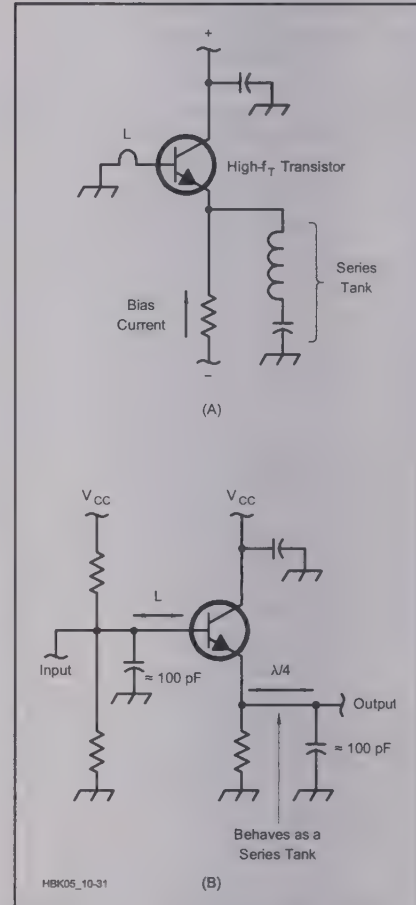 +
L
High-fT Transistor
Series
Tank
Bias
Current
–
(A)
VCC
VCC
L
λ/4
Input
Output
≈ 100 pF
≈ 100 pF
Behaves as a
Series Tank
HBK05_10-31
(B)